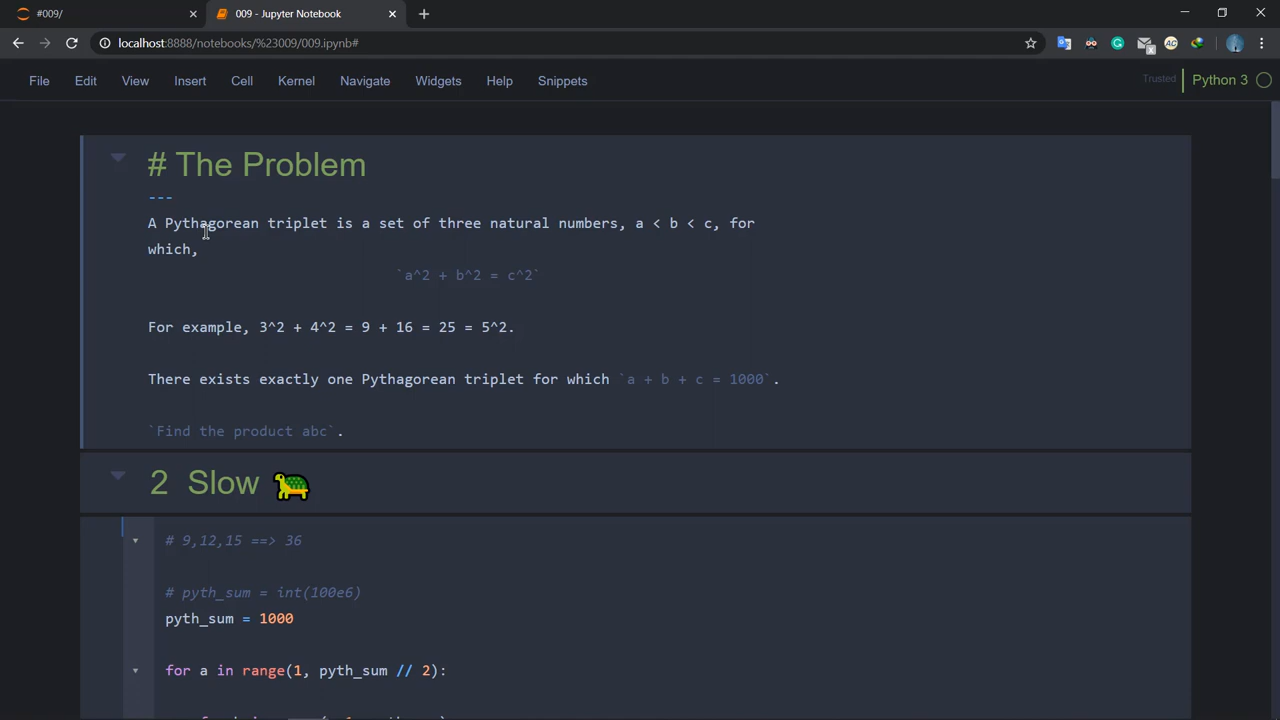 #009/
009 - Jupyter Notebook
localhost:8888/notebooks/%23009/009.ipynb#
File Edit View Insert Cell Kernel Navigate Widgets Help Snippets
Trusted
Python 3
# The Problem
---
A Pythagorean triplet is a set of three natural numbers, a < b < c, for
which,
`a^2 + b^2 = c^2`
For example, 3^2 + 4^2 = 9 + 16 = 25 = 5^2.
There exists exactly one Pythagorean triplet for which `a + b + c = 1000`.
`Find the product abc`.
2 Slow
# 9,12,15 ==> 36
# pyth_sum = int(100e6)
pyth_sum = 1000
for a in range(1, pyth_sum // 2):